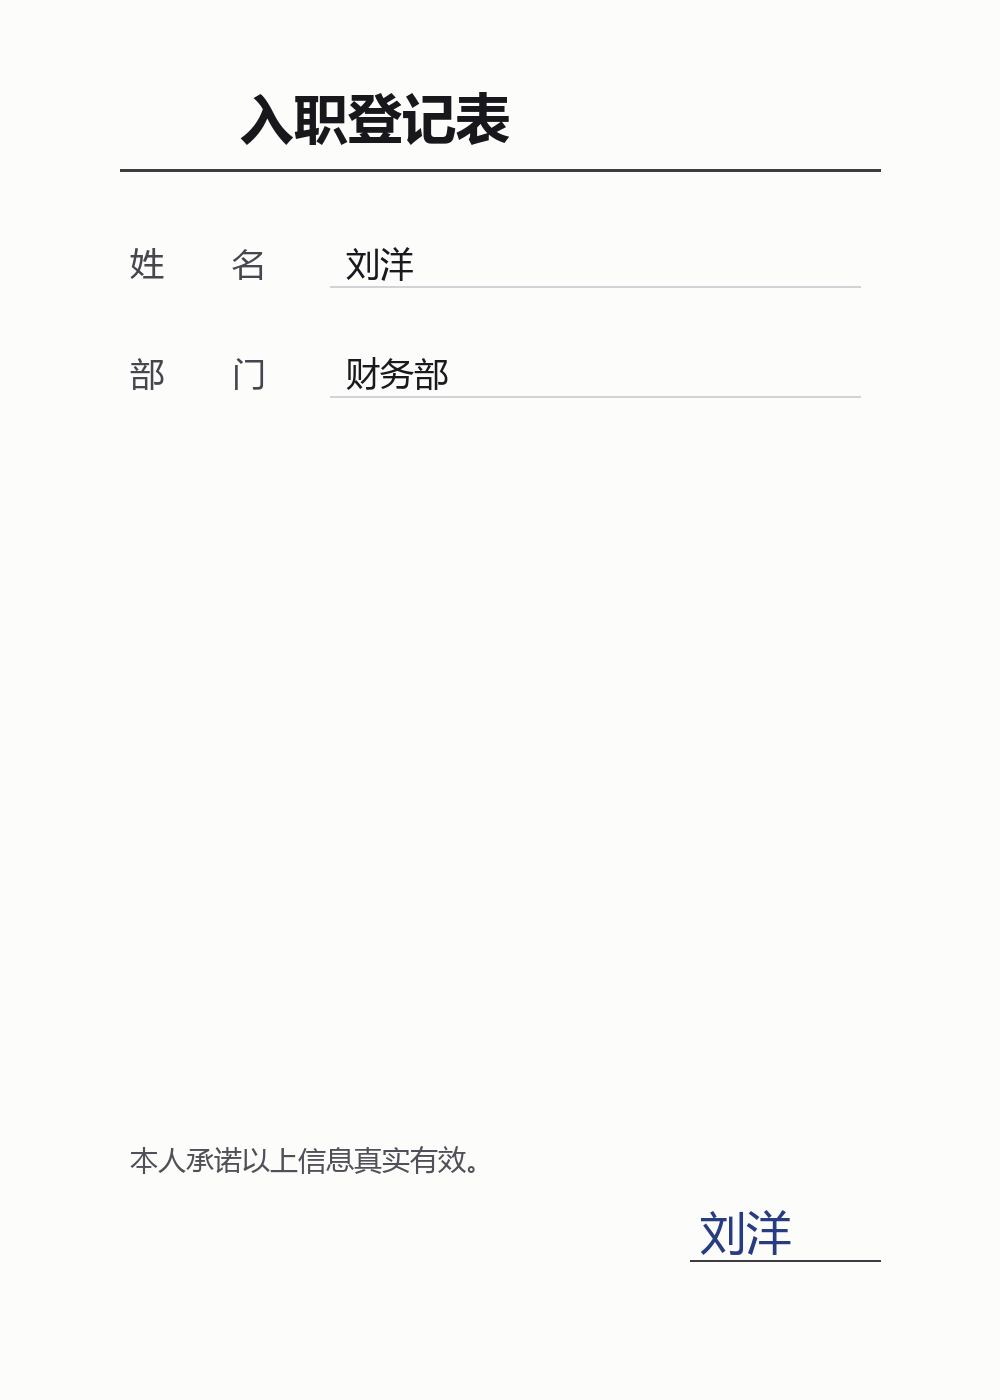 入职登记表
姓 名 刘洋
部 门 财务部
本人承诺以上信息真实有效。
刘洋